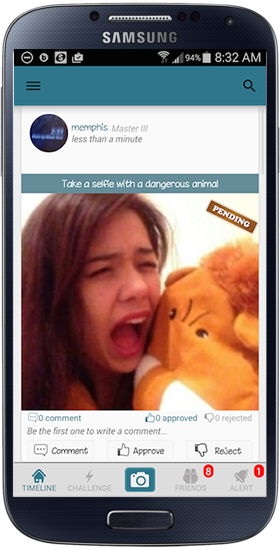 SAMSUNG
94% 8:32 AM
memphis Master III
less than a minute
Take a selfie with a dangerous animal
PENDING
0 comment 0 approved 0 rejected
Be the first to write a comment...
Comment Approve Reject
8 1
TIMELINE CHALLENGE FRIENDS ALERT